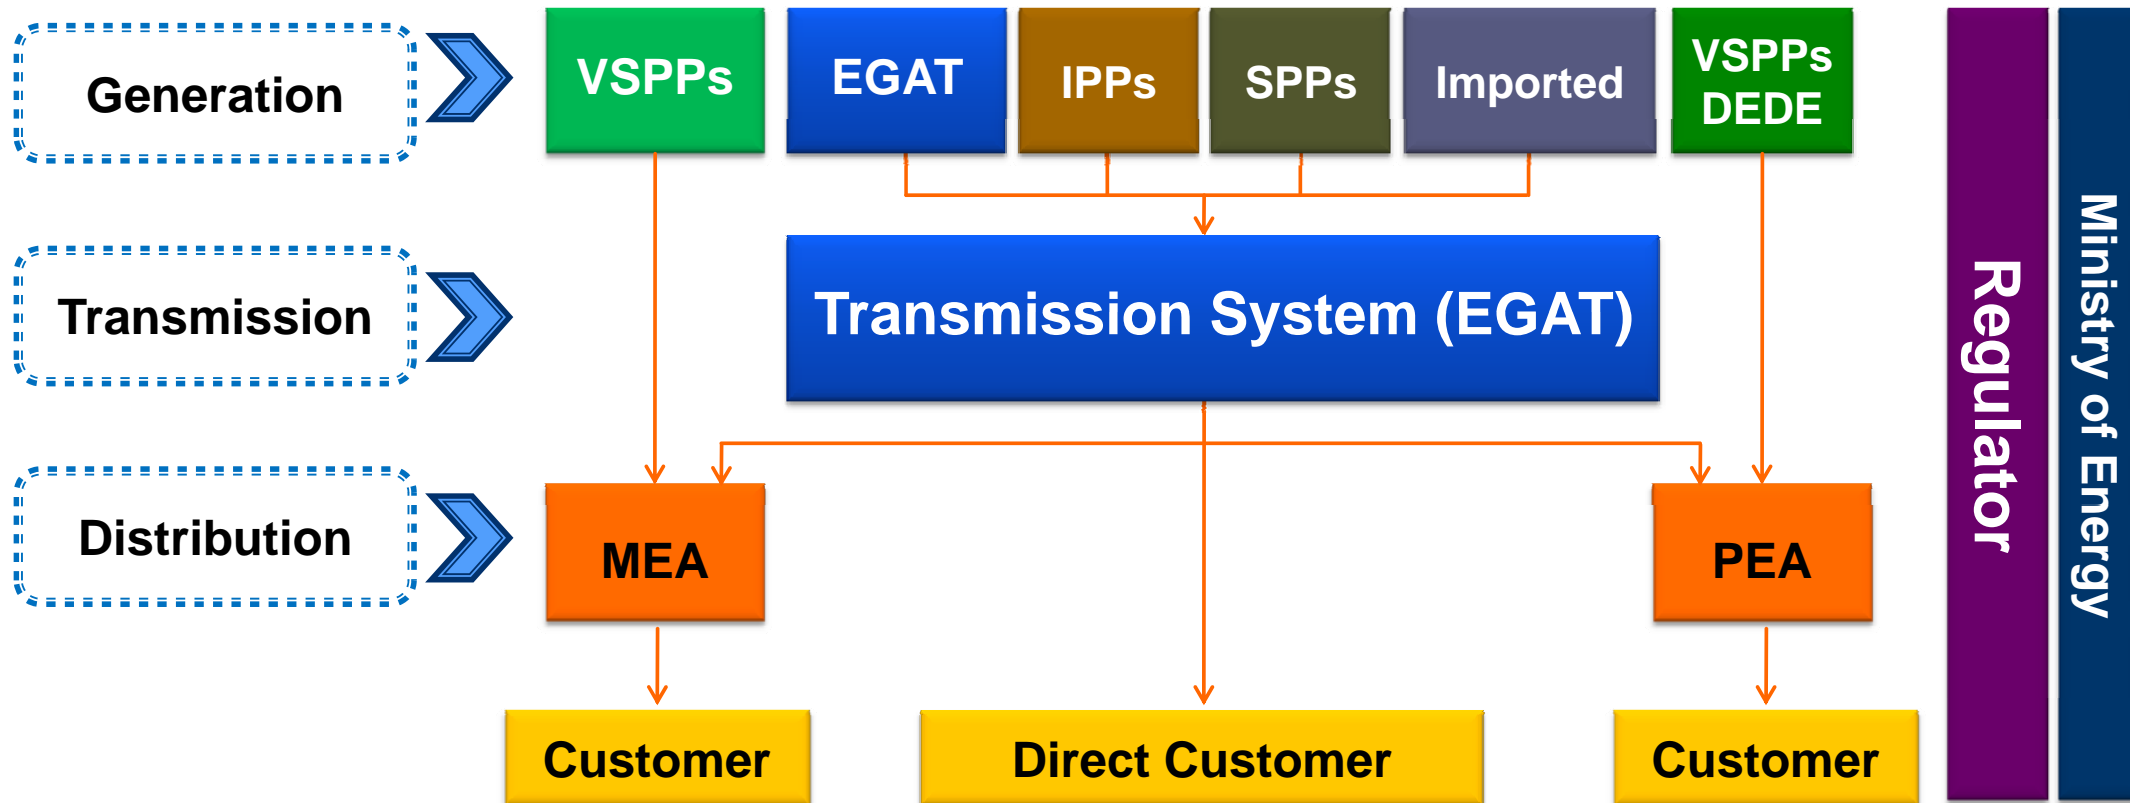 Generation
VSPPs
EGAT
IPPs
SPPs
Imported
VSPPs
DEDE
Transmission
Transmission System (EGAT)
Distribution
MEA
PEA
Customer
Direct Customer
Customer
Regulator
Ministry of Energy